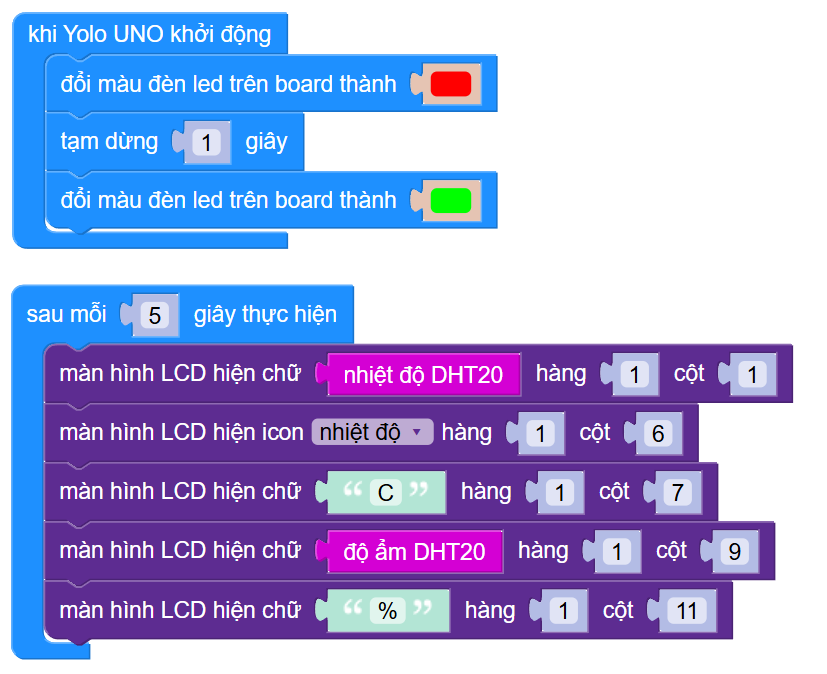 khi Yolo UNO khởi động
đổi màu đèn led trên board thành
tạm dừng 1 giây
đổi màu đèn led trên board thành
sau mỗi 5 giây thực hiện
màn hình LCD hiện chữ nhiệt độ DHT20 hàng 1 cột 1
màn hình LCD hiện icon nhiệt độ hàng 1 cột 6
màn hình LCD hiện chữ “ C ” hàng 1 cột 7
màn hình LCD hiện chữ độ ẩm DHT20 hàng 1 cột 9
màn hình LCD hiện chữ “ % ” hàng 1 cột 11